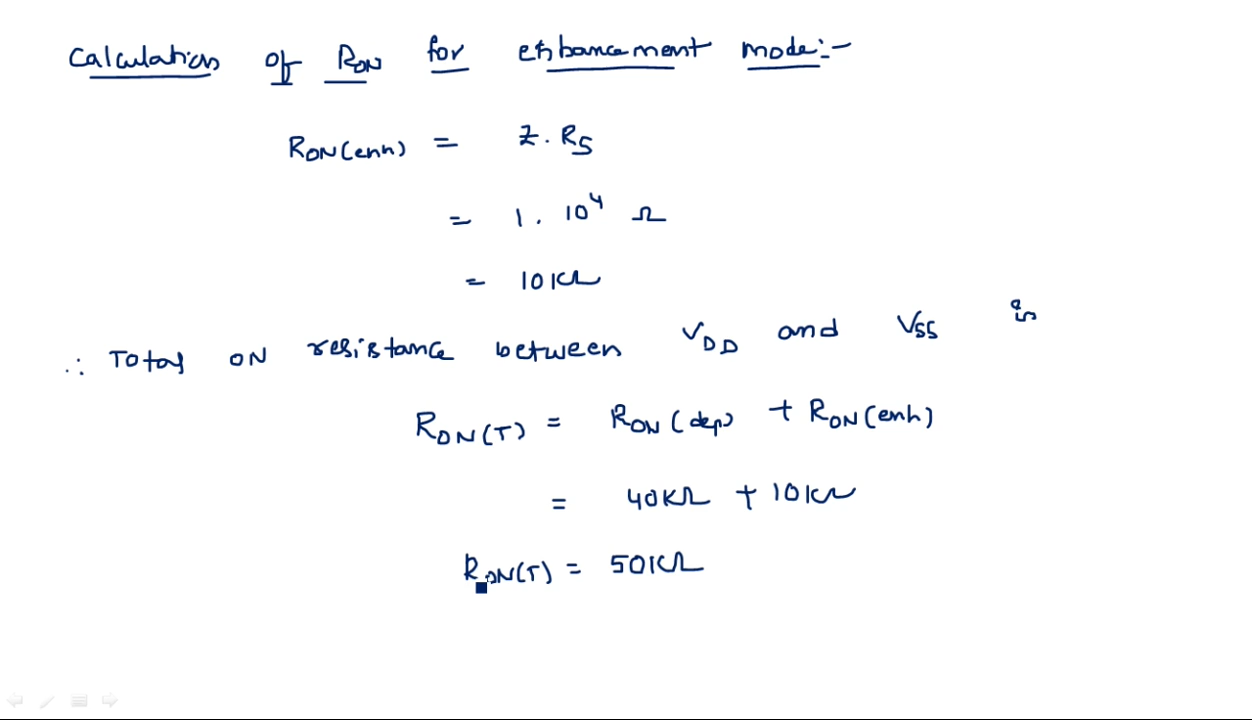 Calculation of RON for enhancement mode:-
RON(enh) = Z. RS
= 1. 10⁴ Ω
= 10KΩ
∴ Total ON resistance between VDD and VSS is
RON(T) = RON(dep) + RON(enh)
= 40KΩ + 10KΩ
RON(T) = 50KΩ